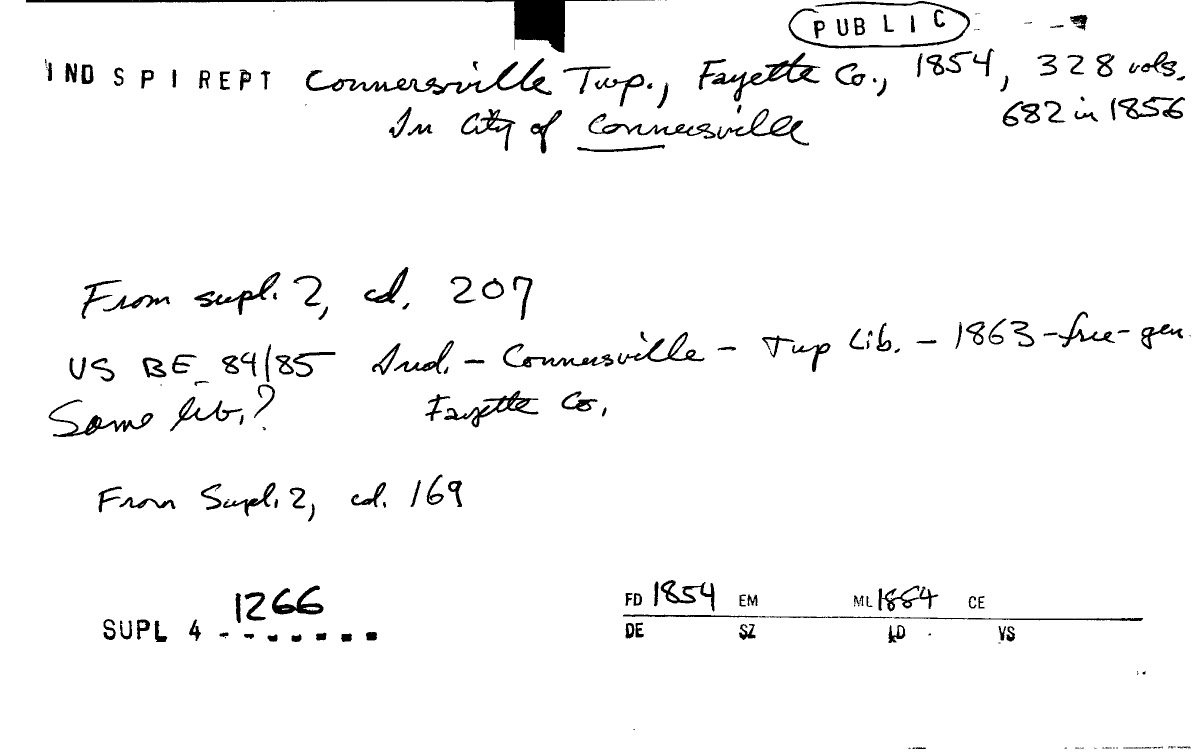 PUBLIC
IND S P I REPT Connersville Twp., Fayette Co., 1854, 328 vols.
682 in 1856
In City of Connersville
From supl. 2, cd. 207
US BE 84/85 Ind. - Connersville - Twp Lib. - 1863 - free - gen.
Same lib.? Fayette Co.
From Supl. 2, cd. 169
1266
SUPL 4 - - - - - - -
FD 1854 EM ML 1884 CE
DE SZ LD VS